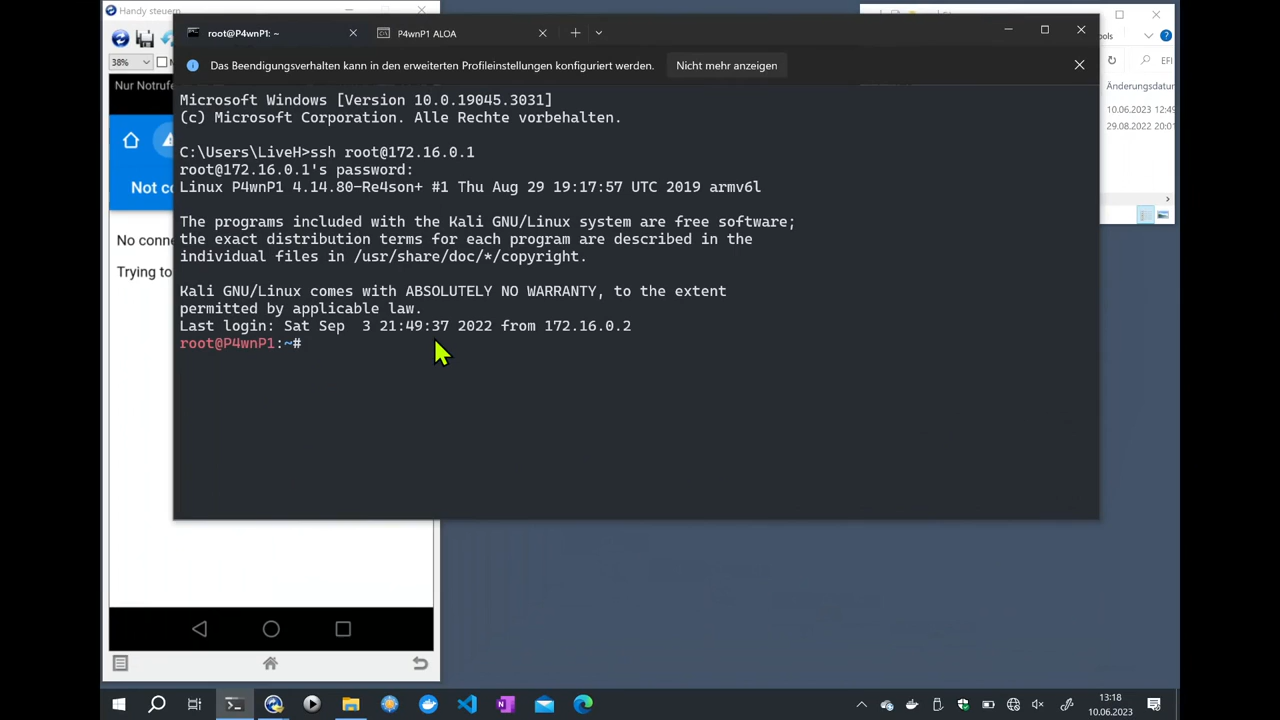 Handy steuern
root@P4wnP1: ~
P4wnP1 ALOA
ools
38%
Das Beendigungsverhalten kann in den erweiterten Profileinstellungen konfiguriert werden.
Nicht mehr anzeigen
EFI
Nur Notrufe
Änderungsdatum
Microsoft Windows [Version 10.0.19045.3031]
(c) Microsoft Corporation. Alle Rechte vorbehalten.
10.06.2023 12:49
29.08.2022 20:01
C:\Users\LiveH>ssh root@172.16.0.1
root@172.16.0.1's password:
Linux P4wnP1 4.14.80-Re4son+ #1 Thu Aug 29 19:17:57 UTC 2019 armv6l
Not co
The programs included with the Kali GNU/Linux system are free software;
the exact distribution terms for each program are described in the
individual files in /usr/share/doc/*/copyright.
No conne
Trying to
Kali GNU/Linux comes with ABSOLUTELY NO WARRANTY, to the extent
permitted by applicable law.
Last login: Sat Sep  3 21:49:37 2022 from 172.16.0.2
root@P4wnP1:~#
13:18
10.06.2023